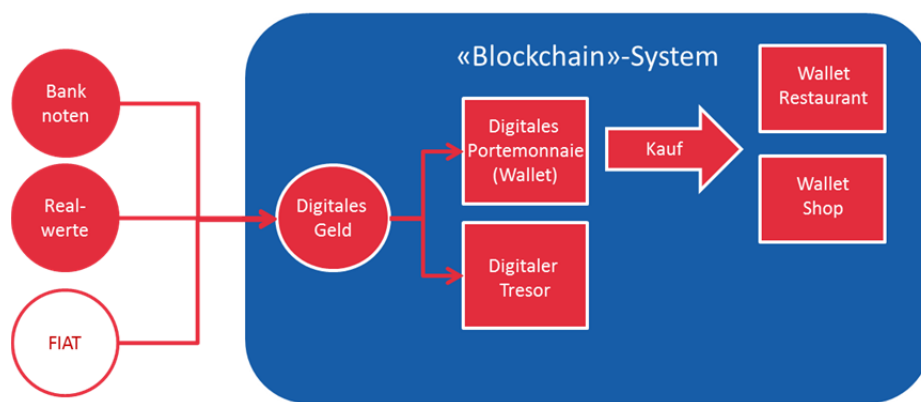 «Blockchain»-System
Bank
noten
Real-
werte
FIAT
Digitales
Geld
Digitales
Portemonnaie
(Wallet)
Digitaler
Tresor
Kauf
Wallet
Restaurant
Wallet
Shop